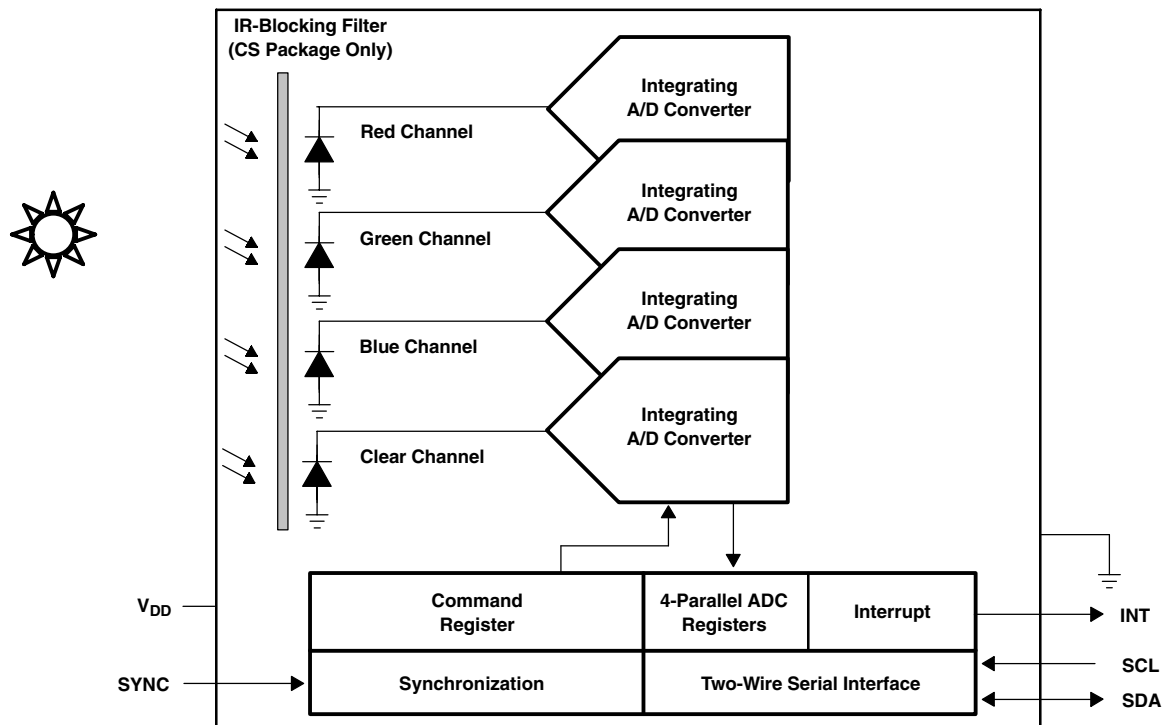 IR-Blocking Filter
(CS Package Only)
Integrating
A/D Converter
Red Channel
Integrating
A/D Converter
Green Channel
Integrating
A/D Converter
Blue Channel
Integrating
A/D Converter
Clear Channel
VDD
Command
Register
4-Parallel ADC
Registers
Interrupt
INT
SYNC
Synchronization
Two-Wire Serial Interface
SCL
SDA